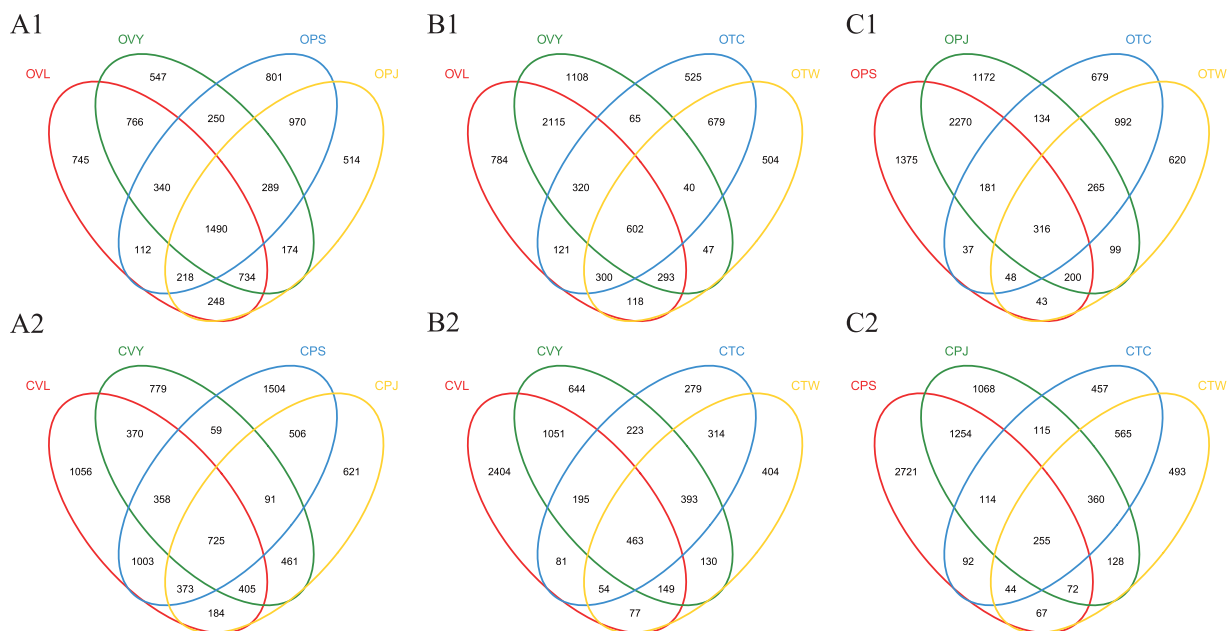 A1 B1 C1
OVY OPS OVY OTC OPJ OTC
OVL OPJ OVL OTW OPS OTW
547 801 1108 525 1172 679
766 250 970 2115 65 679 2270 134 992
745 514 784 504 1375 620
340 289 320 40 181 265
1490 602 316
112 174 121 47 37 99
218 734 300 293 48 200
248 118 43
A2 B2 C2
CVY CPS CVY CTC CPJ CTC
CVL CPJ CVL CTW CPS CTW
779 1504 644 279 1068 457
370 59 506 1051 223 314 1254 115 565
1056 621 2404 404 2721 493
358 91 195 393 114 360
725 463 255
1003 461 81 130 92 128
373 405 54 149 44 72
184 77 67